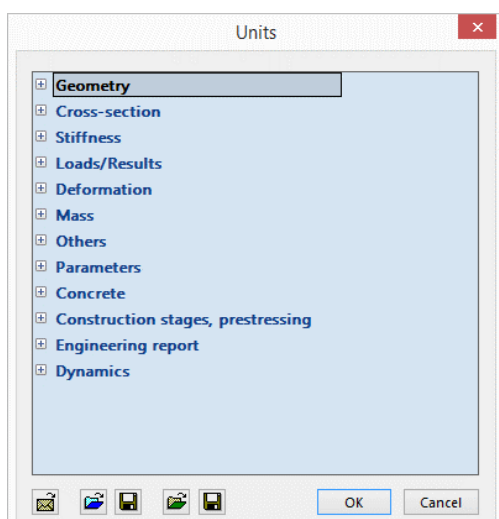 Units
Geometry
Cross-section
Stiffness
Loads/Results
Deformation
Mass
Others
Parameters
Concrete
Construction stages, prestressing
Engineering report
Dynamics
OK Cancel